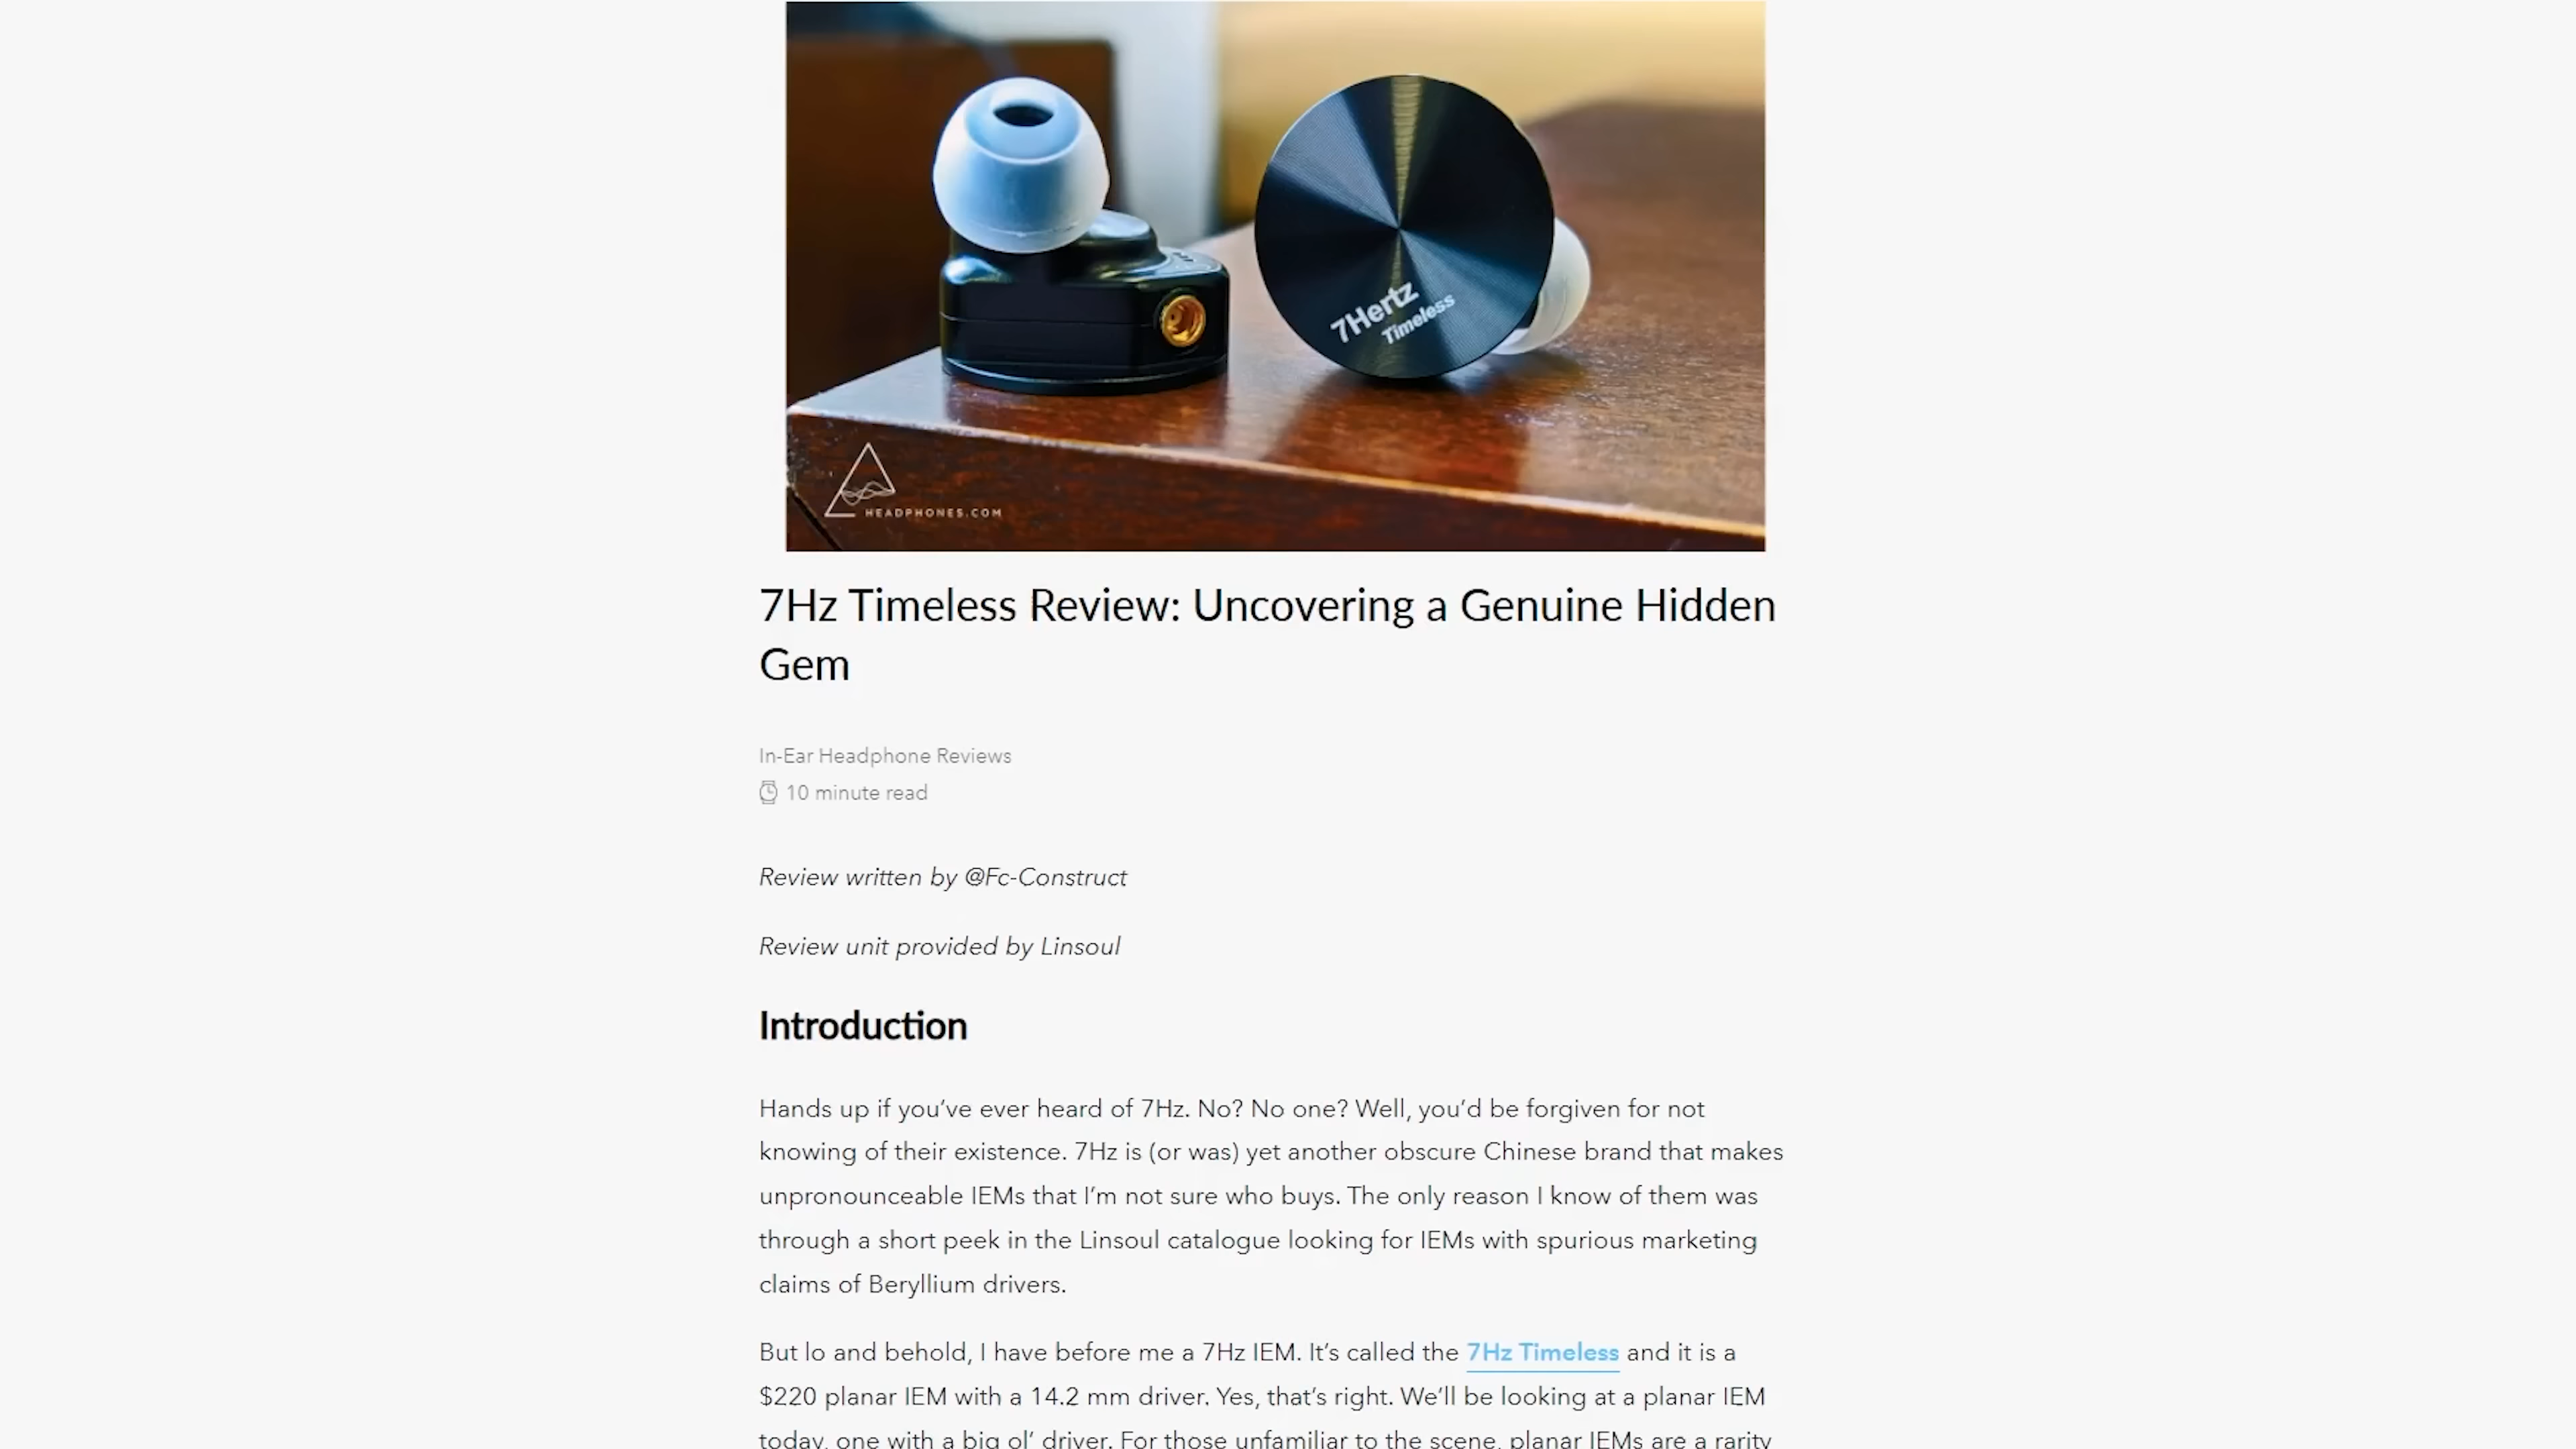 7Hertz
Timeless
HEADPHONES.COM
7Hz Timeless Review: Uncovering a Genuine Hidden
Gem
In-Ear Headphone Reviews
10 minute read
Review written by @Fc-Construct
Review unit provided by Linsoul
Introduction
Hands up if you’ve ever heard of 7Hz. No? No one? Well, you’d be forgiven for not
knowing of their existence. 7Hz is (or was) yet another obscure Chinese brand that makes
unpronounceable IEMs that I’m not sure who buys. The only reason I know of them was
through a short peek in the Linsoul catalogue looking for IEMs with spurious marketing
claims of Beryllium drivers.
But lo and behold, I have before me a 7Hz IEM. It’s called the 7Hz Timeless and it is a
$220 planar IEM with a 14.2 mm driver. Yes, that’s right. We’ll be looking at a planar IEM
today, one with a big ol’ driver. For those unfamiliar to the scene, planar IEMs are a rarity